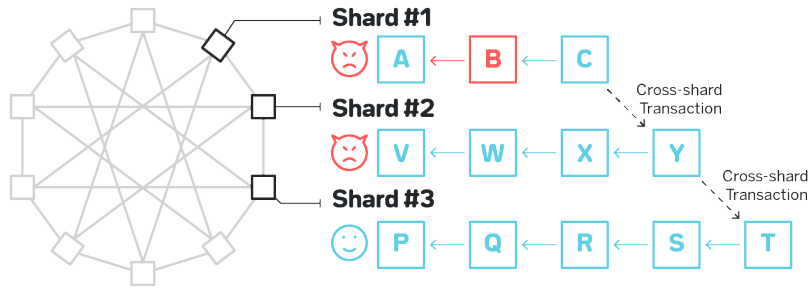 Shard #1
A B C
Cross-shard
Transaction
Shard #2
V W X Y
Cross-shard
Transaction
Shard #3
P Q R S T